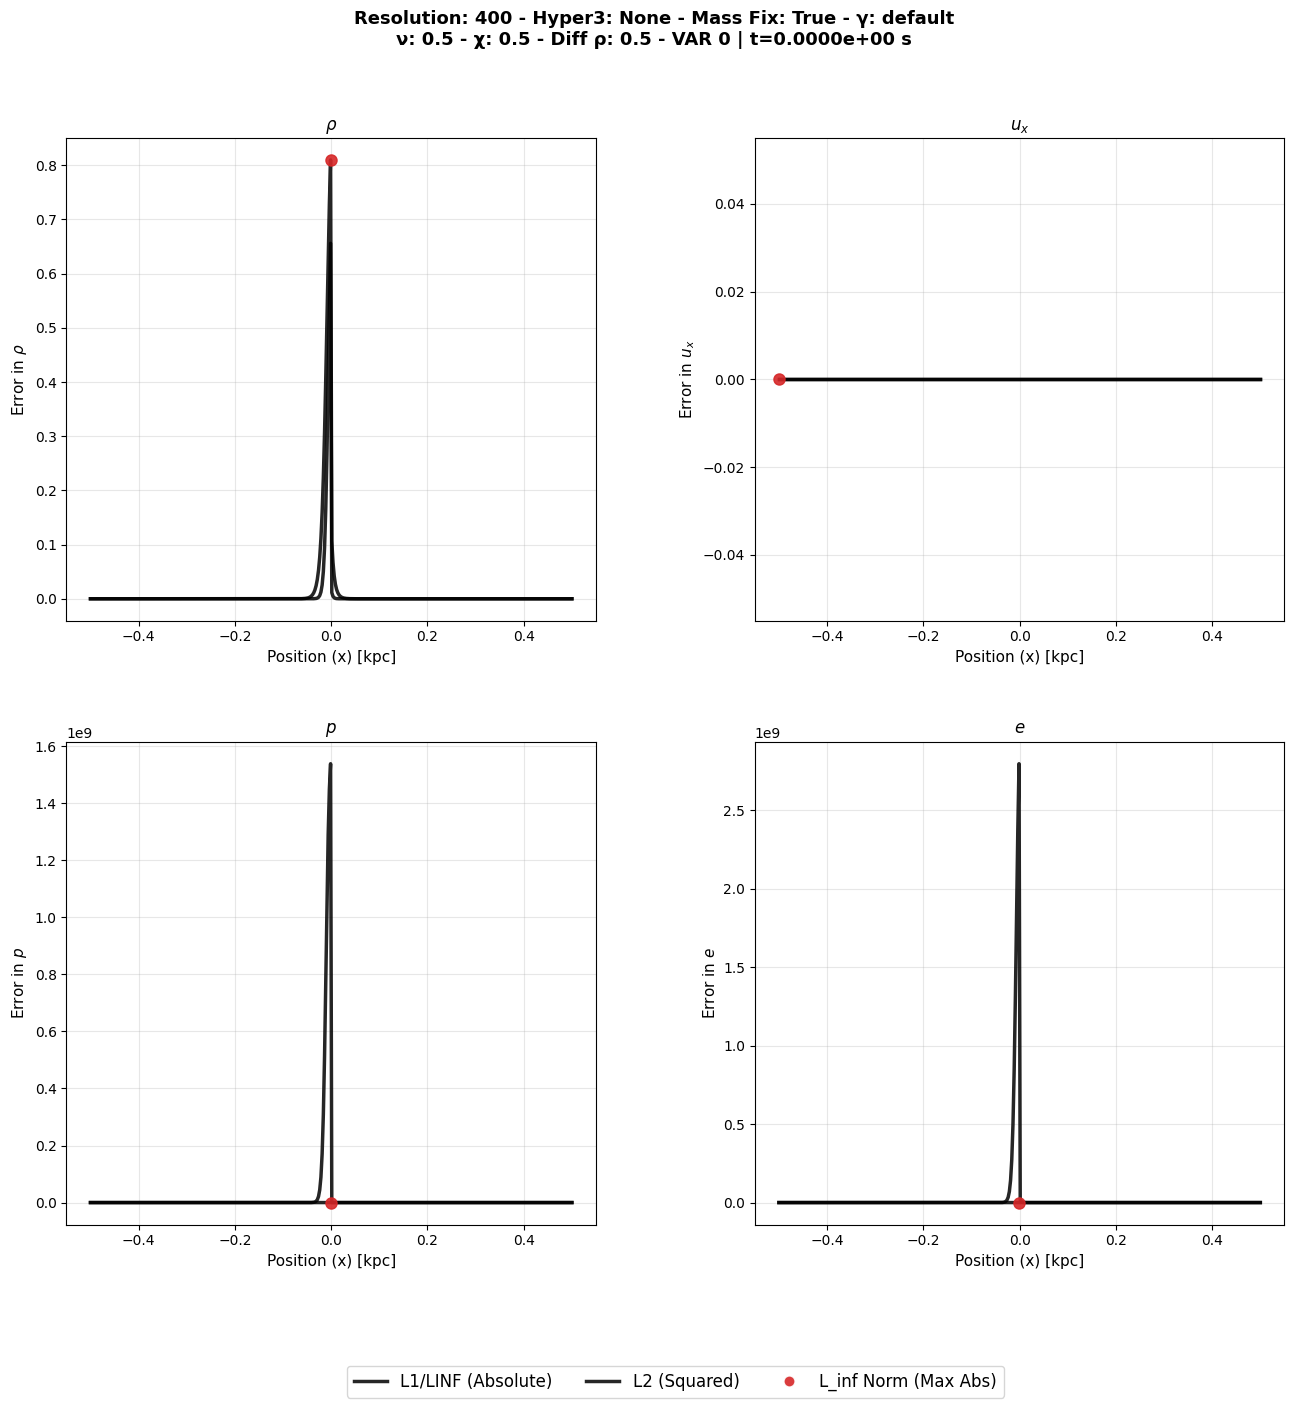 Resolution: 400 - Hyper3: None - Mass Fix: True - γ: default
ν: 0.5 - χ: 0.5 - Diff ρ: 0.5 - VAR 0 | t=0.0000e+00 s
ρ
0.8
0.7
0.6
0.5
0.4
0.3
0.2
0.1
0.0
Error in ρ
−0.4 −0.2 0.0 0.2 0.4
Position (x) [kpc]
u_x
0.04
0.02
0.00
−0.02
−0.04
Error in u_x
−0.4 −0.2 0.0 0.2 0.4
Position (x) [kpc]
p
1e9
1.6
1.4
1.2
1.0
0.8
0.6
0.4
0.2
0.0
Error in p
−0.4 −0.2 0.0 0.2 0.4
Position (x) [kpc]
e
1e9
2.5
2.0
1.5
1.0
0.5
0.0
Error in e
−0.4 −0.2 0.0 0.2 0.4
Position (x) [kpc]
L1/LINF (Absolute) L2 (Squared) L_inf Norm (Max Abs)